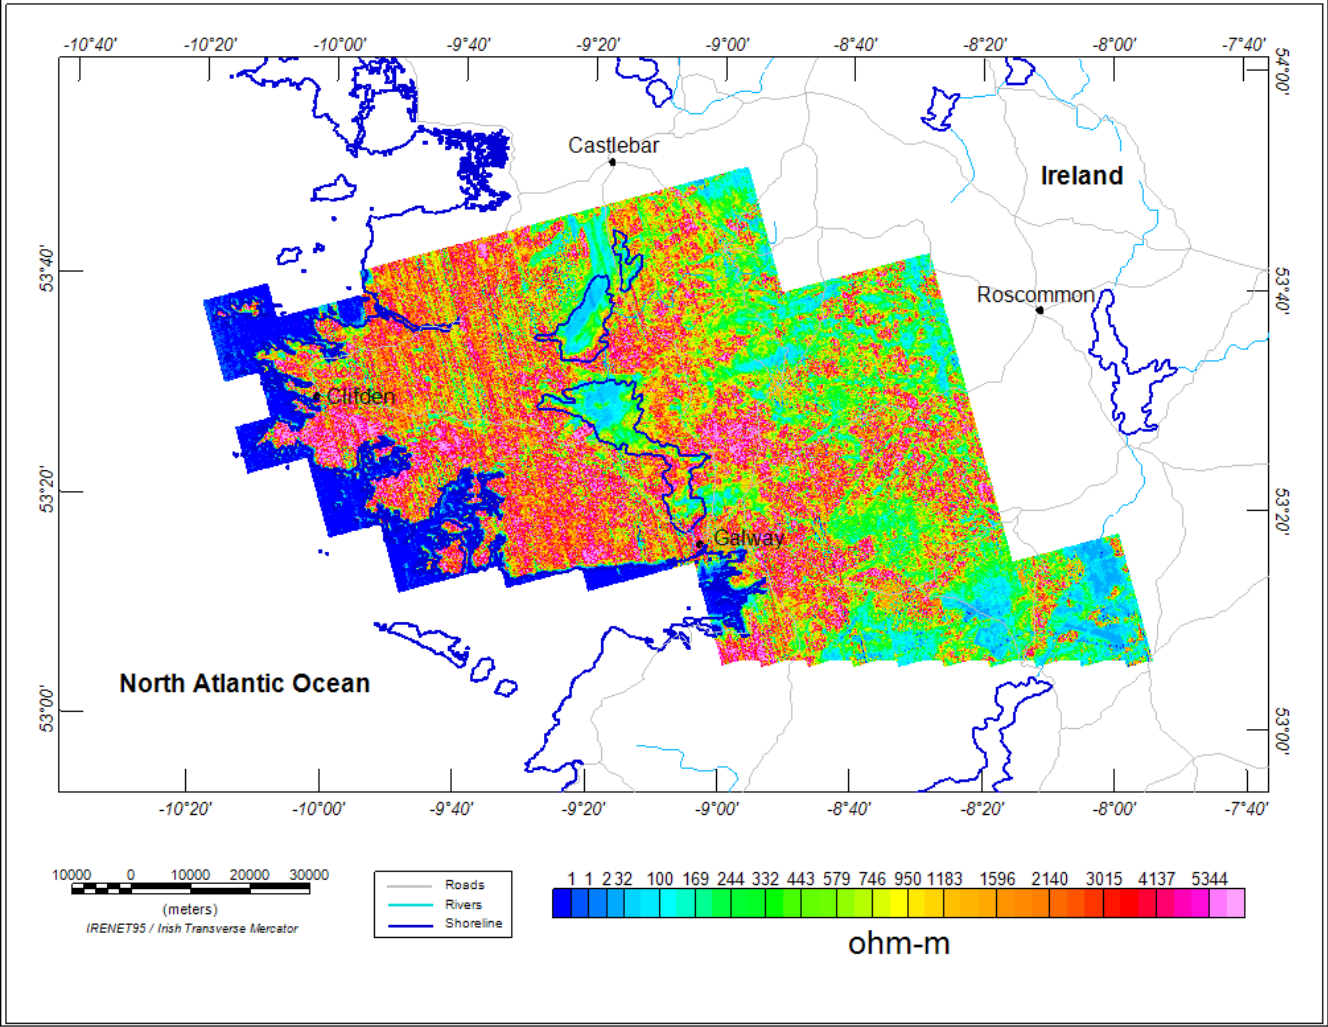 -10°40' -10°20' -10°00' -9°40' -9°20' -9°00' -8°40' -8°20' -8°00' -7°40'
54°00'
Castlebar
Ireland
53°40'
53°40'
Roscommon
Clifden
53°20'
53°20'
Galway
North Atlantic Ocean
53°00'
53°00'
-10°20' -10°00' -9°40' -9°20' -9°00' -8°40' -8°20' -8°00' -7°40'
10000 0 10000 20000 30000
(meters)
IRENET95 / Irish Transverse Mercator
Roads
Rivers
Shoreline
1 1 2 32 100 169 244 332 443 579 746 950 1183 1596 2140 3015 4137 5344
ohm-m